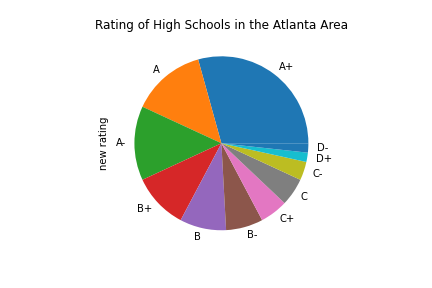 Rating of High Schools in the Atlanta Area
A+
A
A-
B+
B
B-
C+
C
C-
D+
D-
new rating